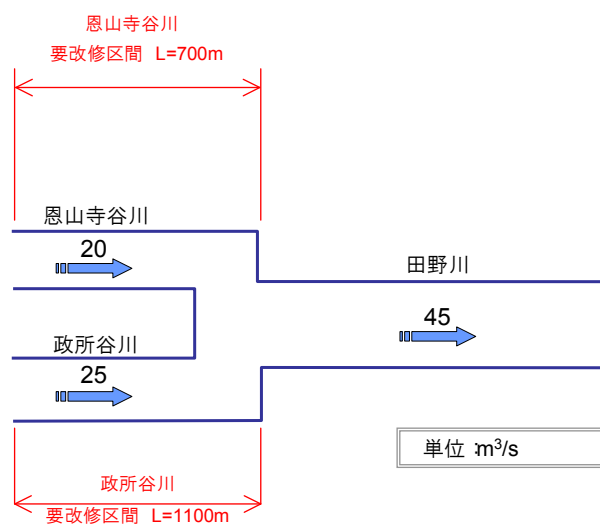 恩山寺谷川
要改修区間 L=700m
恩山寺谷川
20
田野川
45
政所谷川
25
単位 :m³/s
政所谷川
要改修区間 L=1100m